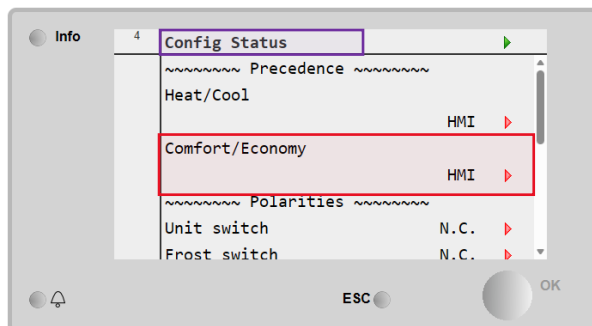 Info
4 Config Status
~~~~~~~~ Precedence ~~~~~~~~
Heat/Cool
HMI
Comfort/Economy
HMI
~~~~~~~~ Polarities ~~~~~~~~
Unit switch N.C.
Frost switch N.C.
ESC
OK